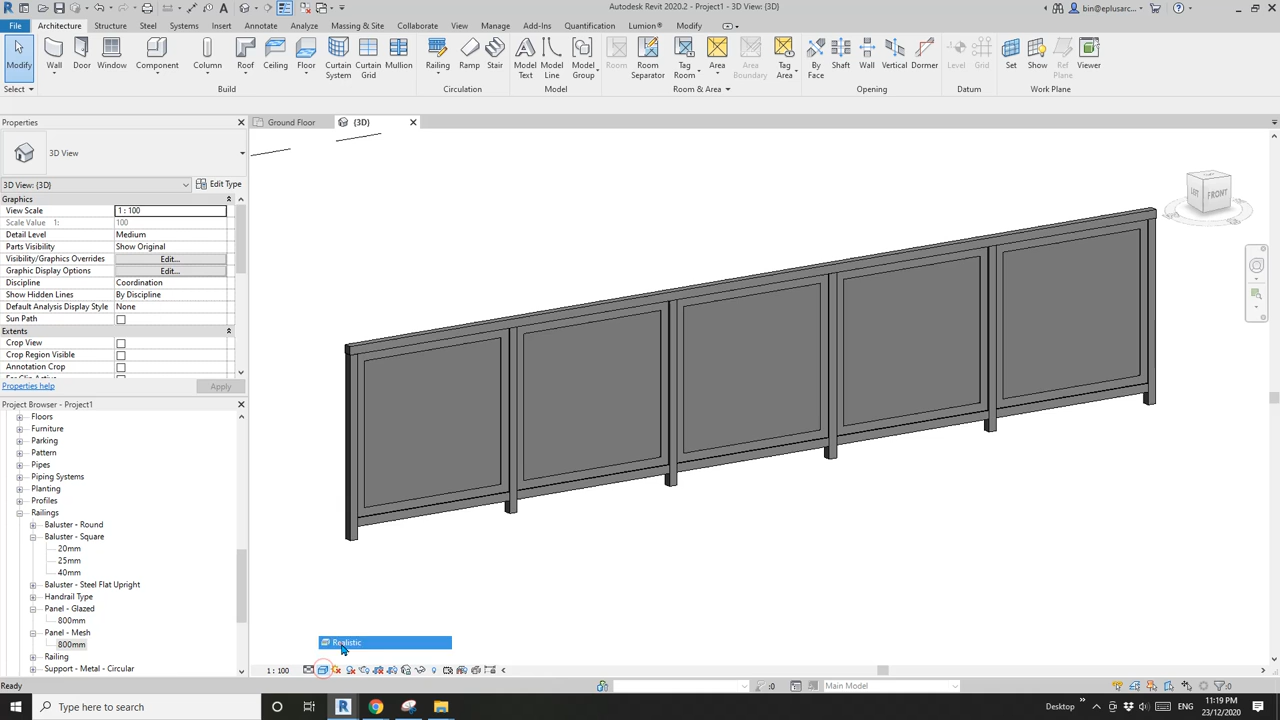 Autodesk Revit 2020.2 - Project1 - 3D View: {3D}
bin@eplusarc...
File Architecture Structure Steel Systems Insert Annotate Analyze Massing & Site Collaborate View Manage Add-Ins Quantification Lumion® Modify
Modify Wall Door Window Component Column Roof Ceiling Floor Curtain System Curtain Grid Mullion Railing Ramp Stair Model Text Model Line Model Group Room Room Separator Tag Room Area Area Boundary Tag Area By Face Shaft Wall Vertical Dormer Level Grid Set Show Ref Plane Viewer
Select Build Circulation Model Room & Area Opening Datum Work Plane
Properties
Ground Floor
{3D}
3D View
3D View: {3D}
Edit Type
Graphics
View Scale 1 : 100
Scale Value 1: 100
Detail Level Medium
Parts Visibility Show Original
Visibility/Graphics Overrides Edit...
Graphic Display Options Edit...
Discipline Coordination
Show Hidden Lines By Discipline
Default Analysis Display Style None
Sun Path
Extents
Crop View
Crop Region Visible
Annotation Crop
Properties help
Apply
Project Browser - Project1
Floors
Furniture
Parking
Pattern
Pipes
Piping Systems
Planting
Profiles
Railings
Baluster - Round
Baluster - Square
20mm
25mm
40mm
Baluster - Steel Flat Upright
Handrail Type
Panel - Glazed
800mm
Panel - Mesh
800mm
Railing
Support - Metal - Circular
LEFT FRONT
Realistic
1 : 100
Ready
:0
Main Model
:0
Type here to search
Desktop
ENG
11:19 PM
23/12/2020